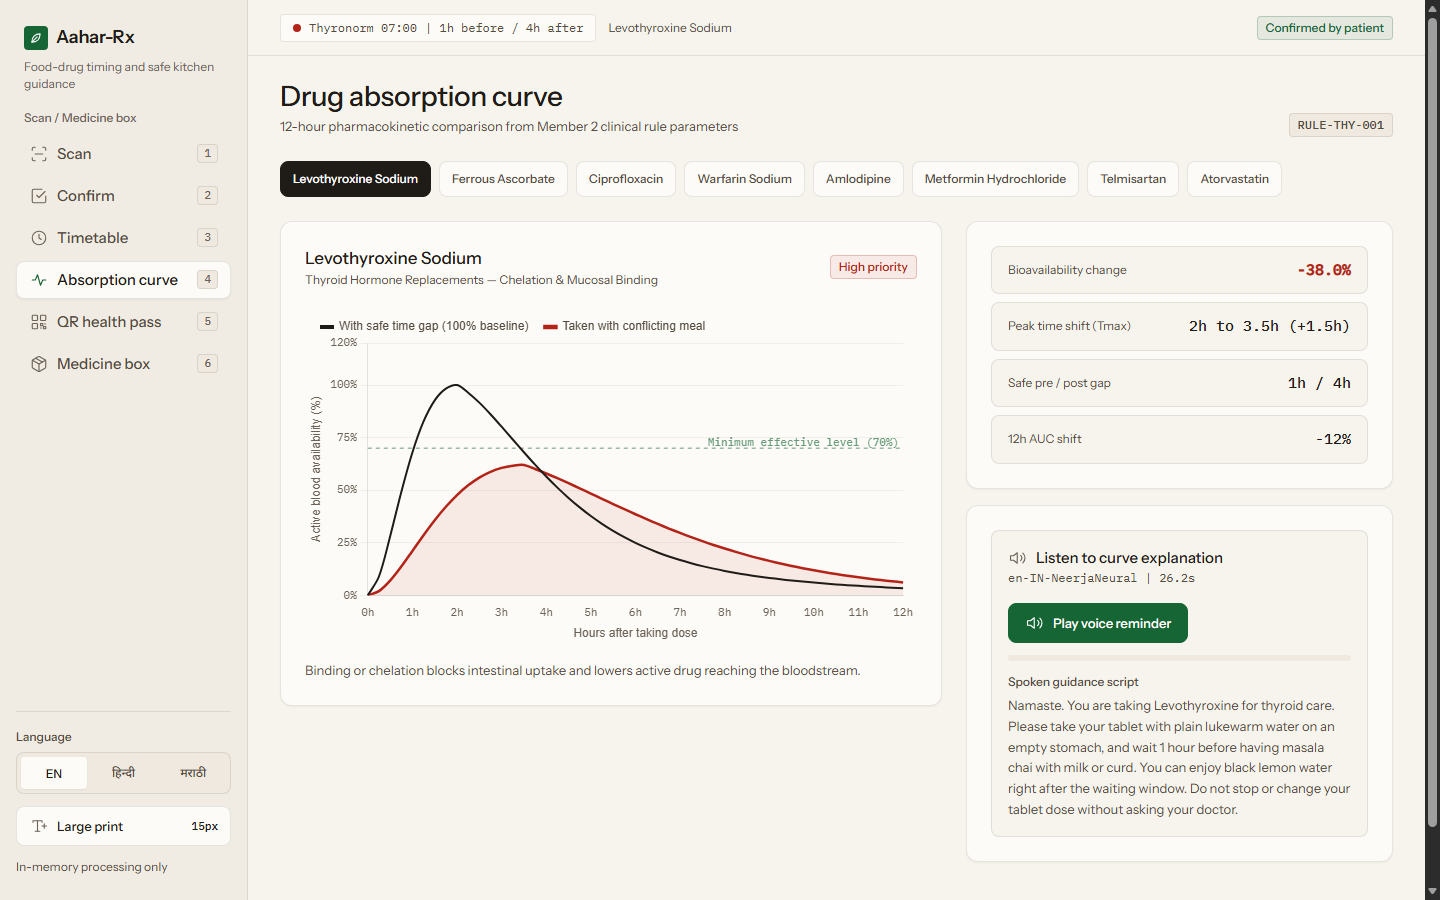 Aahar-Rx
Food-drug timing and safe kitchen
guidance
Scan / Medicine box
Scan 1
Confirm 2
Timetable 3
Absorption curve 4
QR health pass 5
Medicine box 6
Language
EN हिन्दी मराठी
Large print 15px
In-memory processing only
Thyronorm 07:00 | 1h before / 4h after Levothyroxine Sodium
Confirmed by patient
Drug absorption curve
12-hour pharmacokinetic comparison from Member 2 clinical rule parameters
RULE-THY-001
Levothyroxine Sodium Ferrous Ascorbate Ciprofloxacin Warfarin Sodium Amlodipine Metformin Hydrochloride Telmisartan Atorvastatin
Levothyroxine Sodium
Thyroid Hormone Replacements — Chelation & Mucosal Binding
High priority
With safe time gap (100% baseline) Taken with conflicting meal
120%
100%
75%
50%
25%
0%
Active blood availability (%)
Minimum effective level (70%)
0h 1h 2h 3h 4h 5h 6h 7h 8h 9h 10h 11h 12h
Hours after taking dose
Binding or chelation blocks intestinal uptake and lowers active drug reaching the bloodstream.
Bioavailability change -38.0%
Peak time shift (Tmax) 2h to 3.5h (+1.5h)
Safe pre / post gap 1h / 4h
12h AUC shift -12%
Listen to curve explanation
en-IN-NeerjaNeural | 26.2s
Play voice reminder
Spoken guidance script
Namaste. You are taking Levothyroxine for thyroid care.
Please take your tablet with plain lukewarm water on an
empty stomach, and wait 1 hour before having masala
chai with milk or curd. You can enjoy black lemon water
right after the waiting window. Do not stop or change your
tablet dose without asking your doctor.